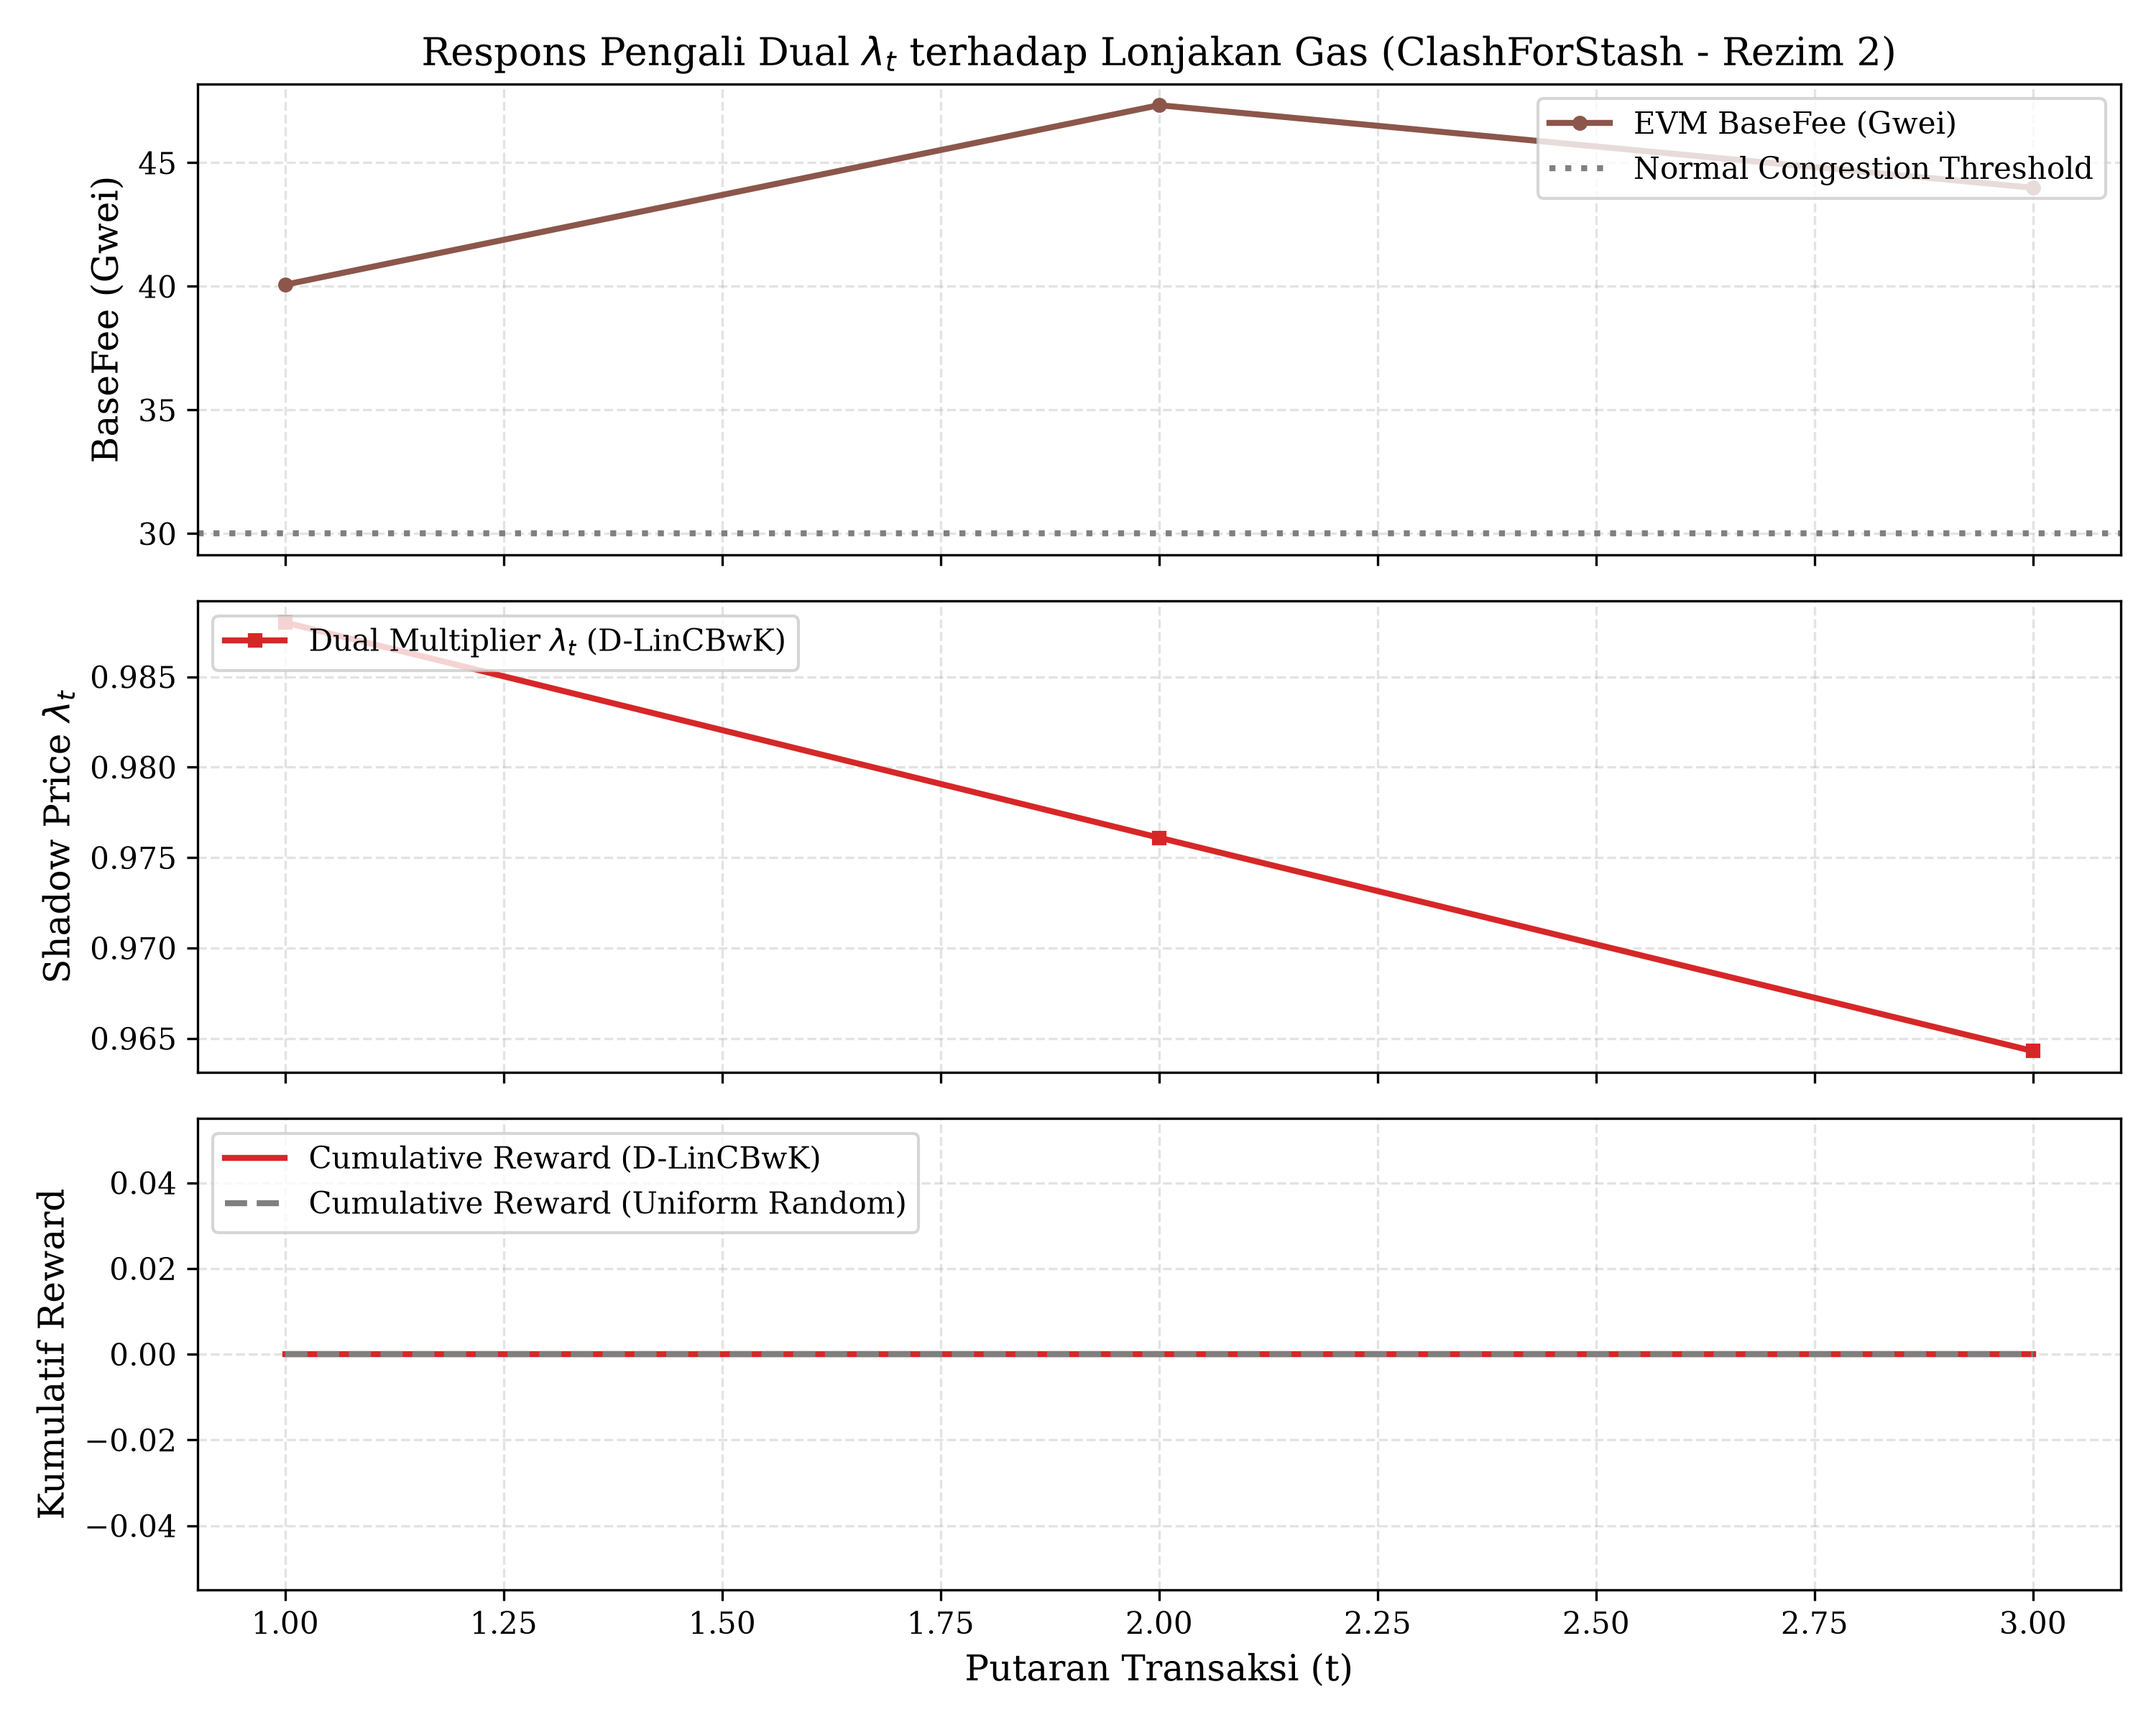 Respons Pengali Dual λt terhadap Lonjakan Gas (ClashForStash - Rezim 2)
BaseFee (Gwei)
45
40
35
30
EVM BaseFee (Gwei)
Normal Congestion Threshold
Shadow Price λt
0.985
0.980
0.975
0.970
0.965
Dual Multiplier λt (D-LinCBwK)
Kumulatif Reward
0.04
0.02
0.00
−0.02
−0.04
Cumulative Reward (D-LinCBwK)
Cumulative Reward (Uniform Random)
1.00 1.25 1.50 1.75 2.00 2.25 2.50 2.75 3.00
Putaran Transaksi (t)